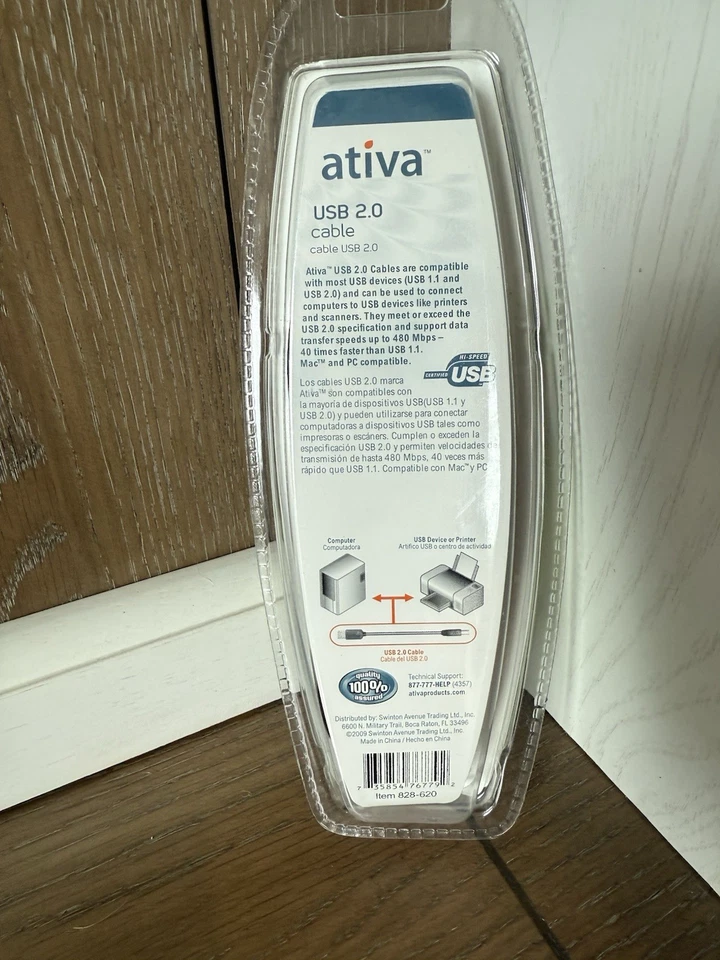 ativa™
USB 2.0
cable
cable USB 2.0
Ativa™ USB 2.0 Cables are compatible
with most USB devices (USB 1.1 and
USB 2.0) and can be used to connect
computers to USB devices like printers
and scanners. They meet or exceed the
USB 2.0 specification and support data
transfer speeds up to 480 Mbps –
40 times faster than USB 1.1.
Mac™ and PC compatible.
HI-SPEED
CERTIFIED USB
Los cables USB 2.0 marca
Ativa™ son compatibles con
la mayoría de dispositivos USB(USB 1.1 y
USB 2.0) y pueden utilizarse para conectar
computadoras a dispositivos USB tales como
impresoras o escáners. Cumplen o exceden la
especificación USB 2.0 y permiten velocidades de
transmisión de hasta 480 Mbps, 40 veces más
rápido que USB 1.1. Compatible con Mac™y PC
Computer
Computadora
USB Device or Printer
Artifico USB o centro de actividad
USB 2.0 Cable
Cable del USB 2.0
quality
100%
assured
Technical Support:
877-777-HELP (4357)
ativaproducts.com
Distributed by: Swinton Avenue Trading Ltd., Inc.
6600 N. Military Trail, Boca Raton, FL 33496
©2009 Swinton Avenue Trading Ltd., Inc.
Made in China / Hecho en China
7 35854 76779 2
Item 828-620